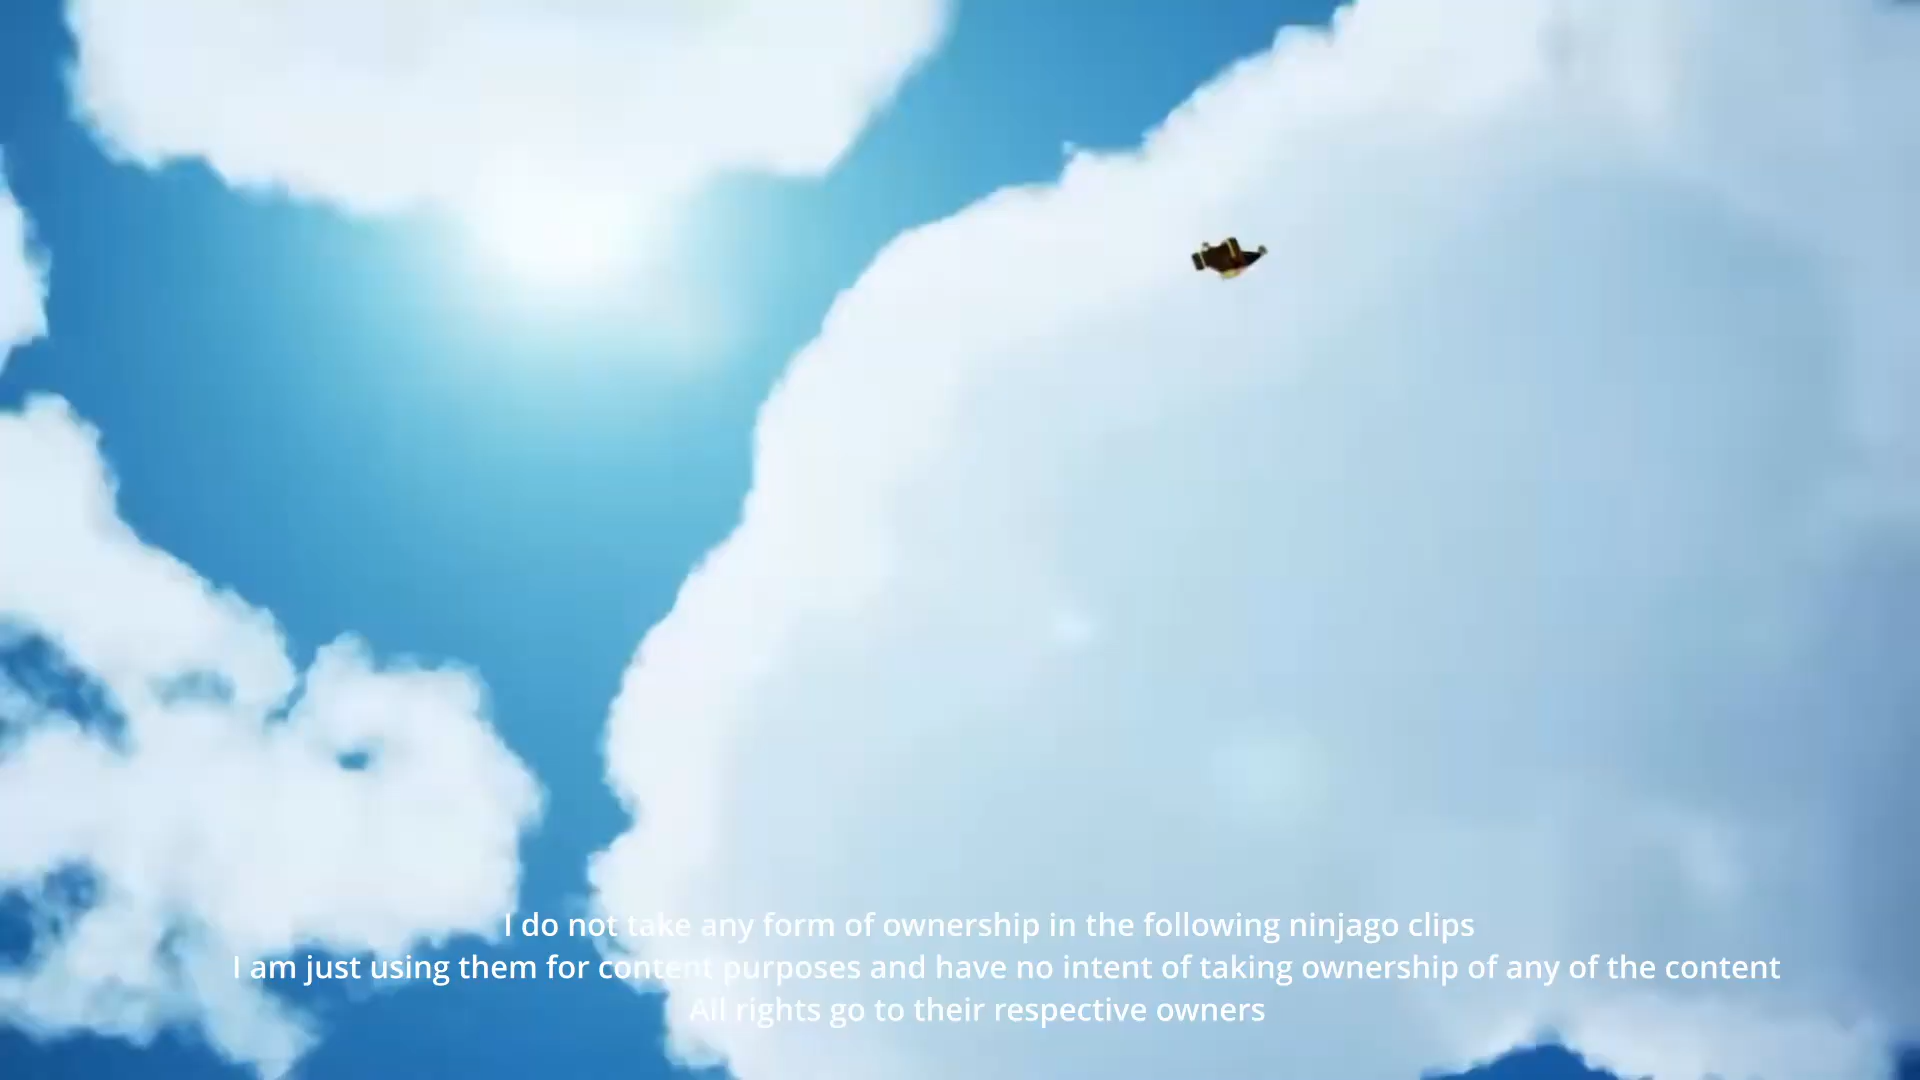 I do not take any form of ownership in the following ninjago clips
I am just using them for content purposes and have no intent of taking ownership of any of the content
All rights go to their respective owners